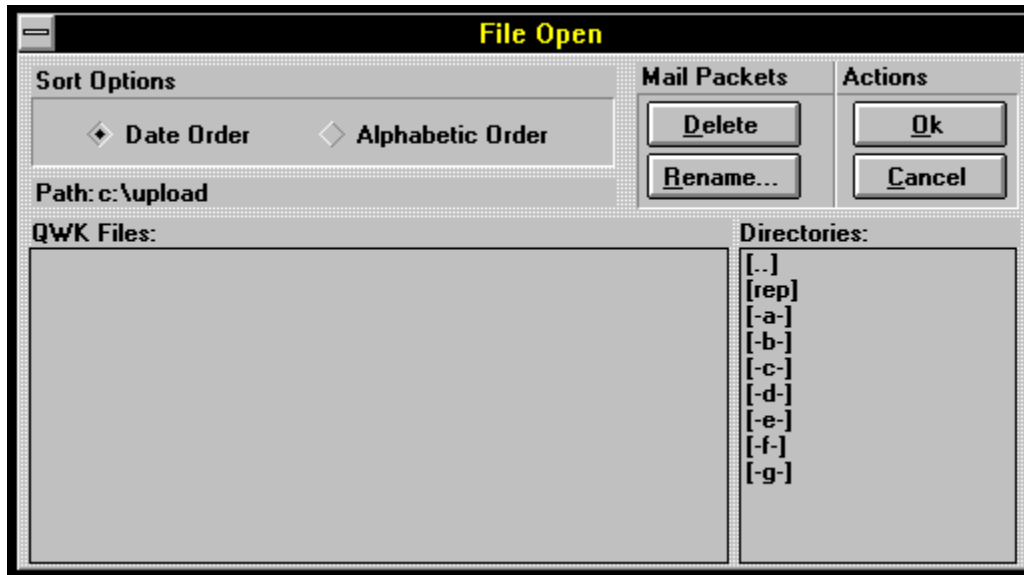 File Open
Sort Options
Date Order Alphabetic Order
Path: c:\upload
Mail Packets
Delete
Rename...
Actions
Ok
Cancel
QWK Files:
Directories:
[..]
[rep]
[-a-]
[-b-]
[-c-]
[-d-]
[-e-]
[-f-]
[-g-]